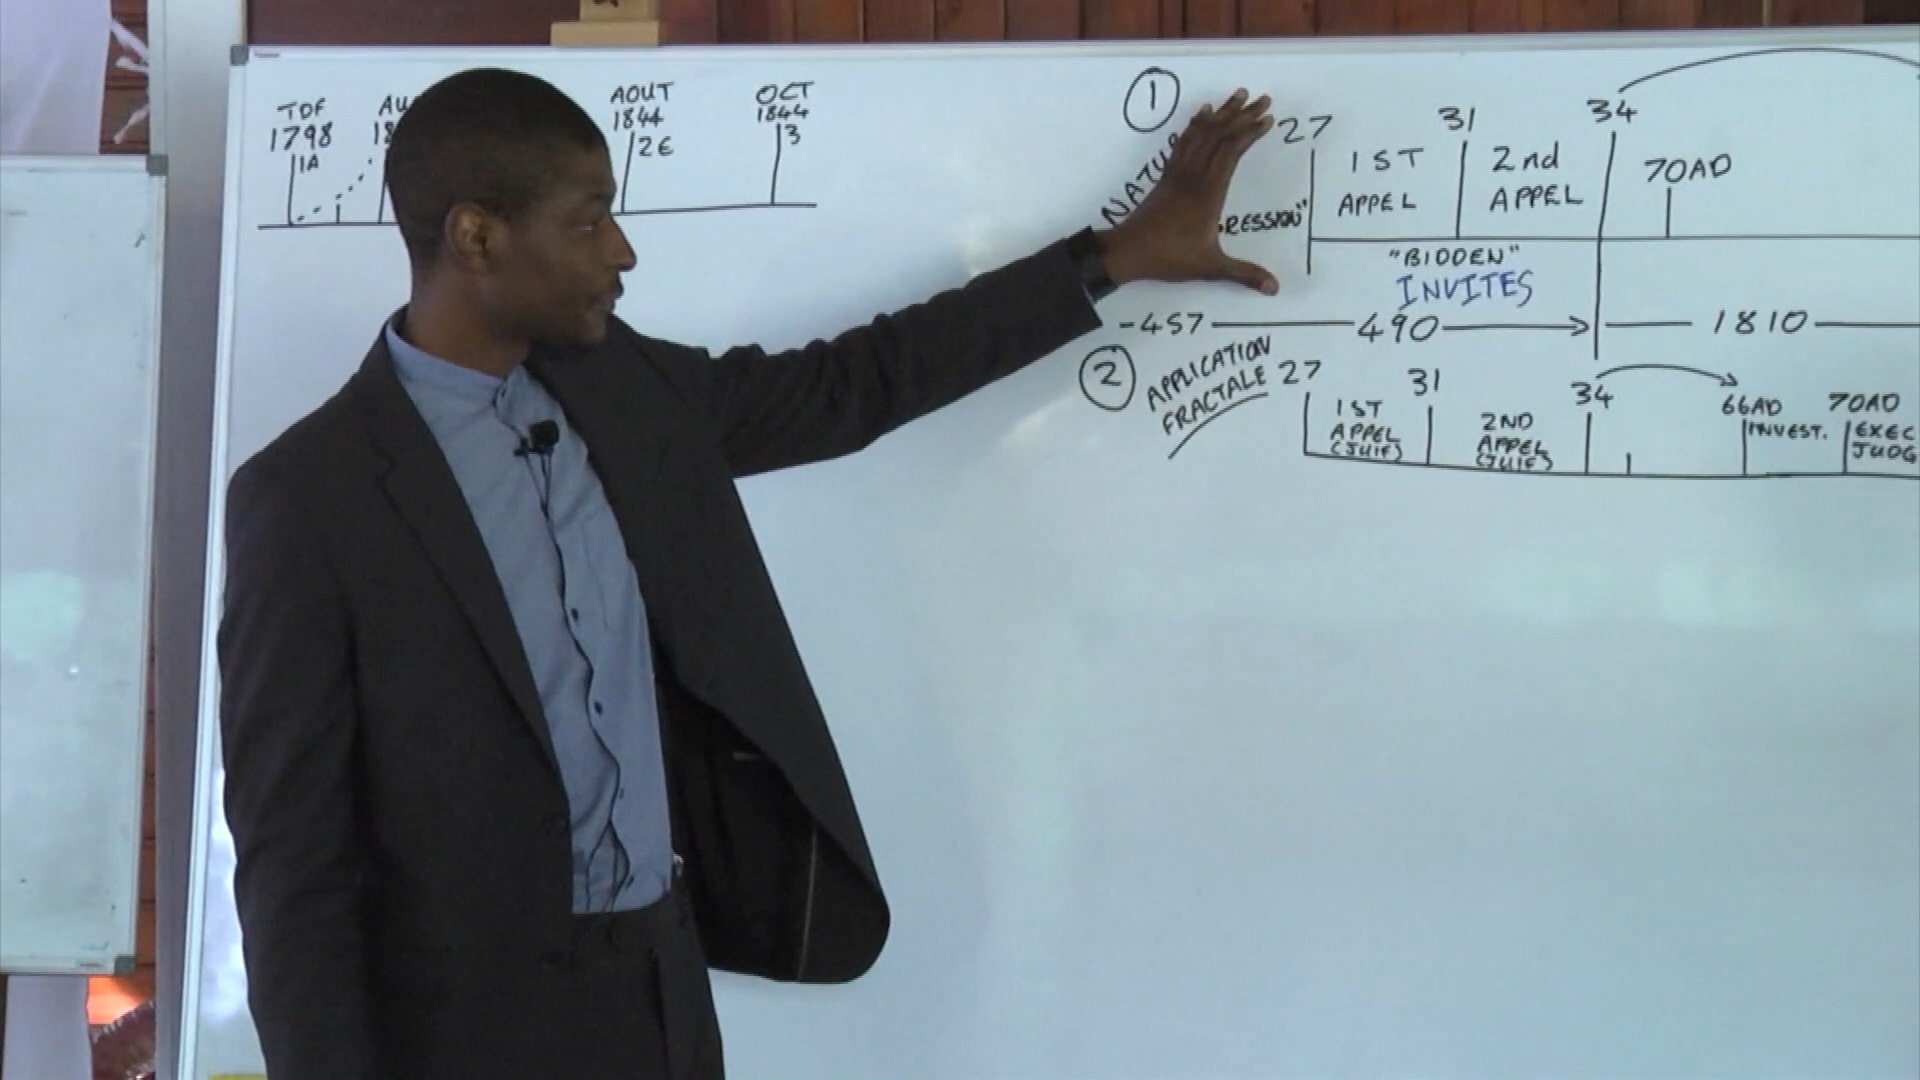 TDF
1798
1A
AOUT
1844
2E
OCT
1844
3
1
27
1ST
APPEL
31
2nd
APPEL
34
70AD
"BIDDEN"
INVITES
-457
490
1810
2
APPLICATION
FRACTALE
27
1ST
APPEL
(JUIF)
31
2ND
APPEL
(JUIF)
34
66AD
INVEST.
70AD
EXEC
JUDG